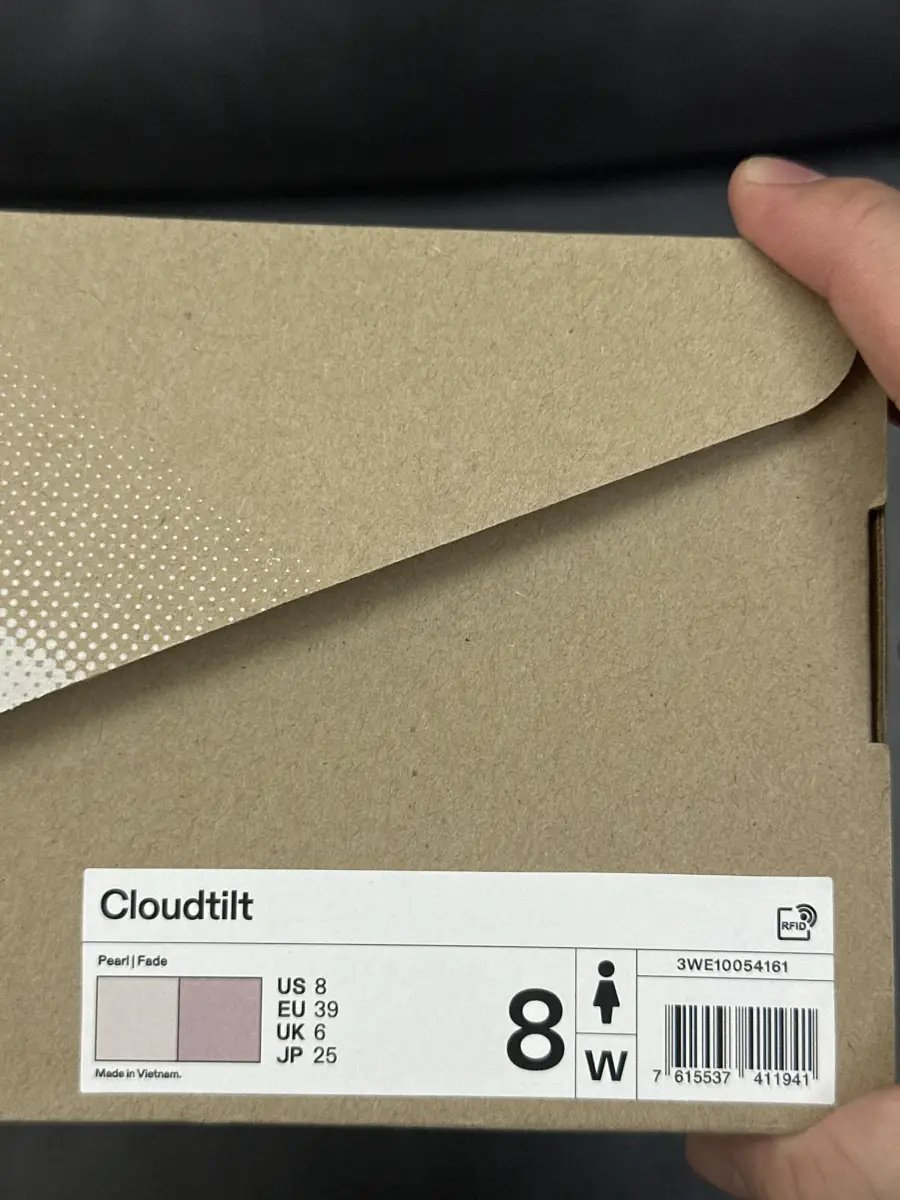 Cloudtilt
RFID
Pearl | Fade
US 8
EU 39
UK 6
JP 25
Made in Vietnam.
8
W
3WE10054161
7 615537 411941